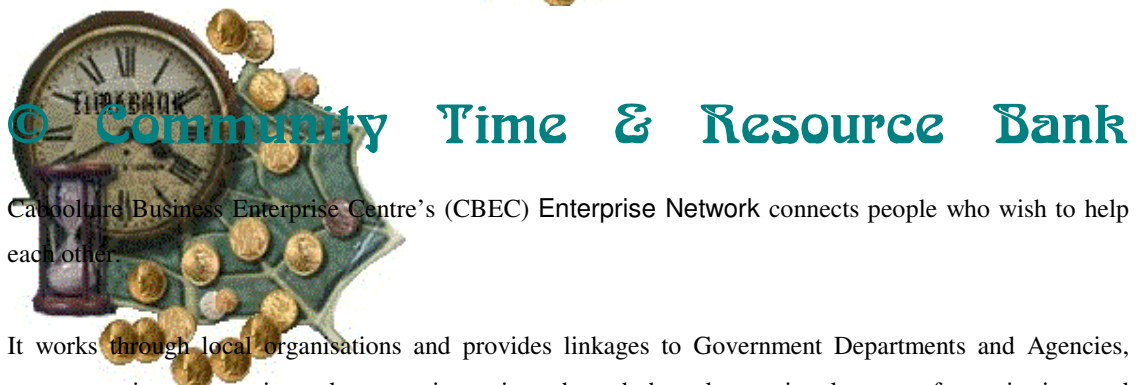 TIMEBANK
© Community Time & Resource Bank
Caboolture Business Enterprise Centre’s (CBEC) Enterprise Network connects people who wish to help
each other.
It works through local organisations and provides linkages to Government Departments and Agencies,